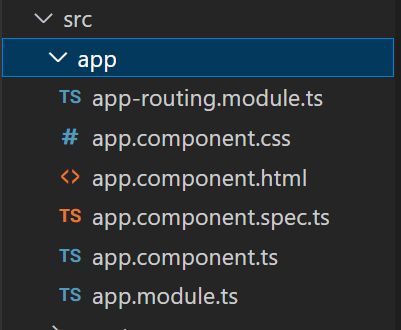 src
app
TS app-routing.module.ts
# app.component.css
<> app.component.html
TS app.component.spec.ts
TS app.component.ts
TS app.module.ts